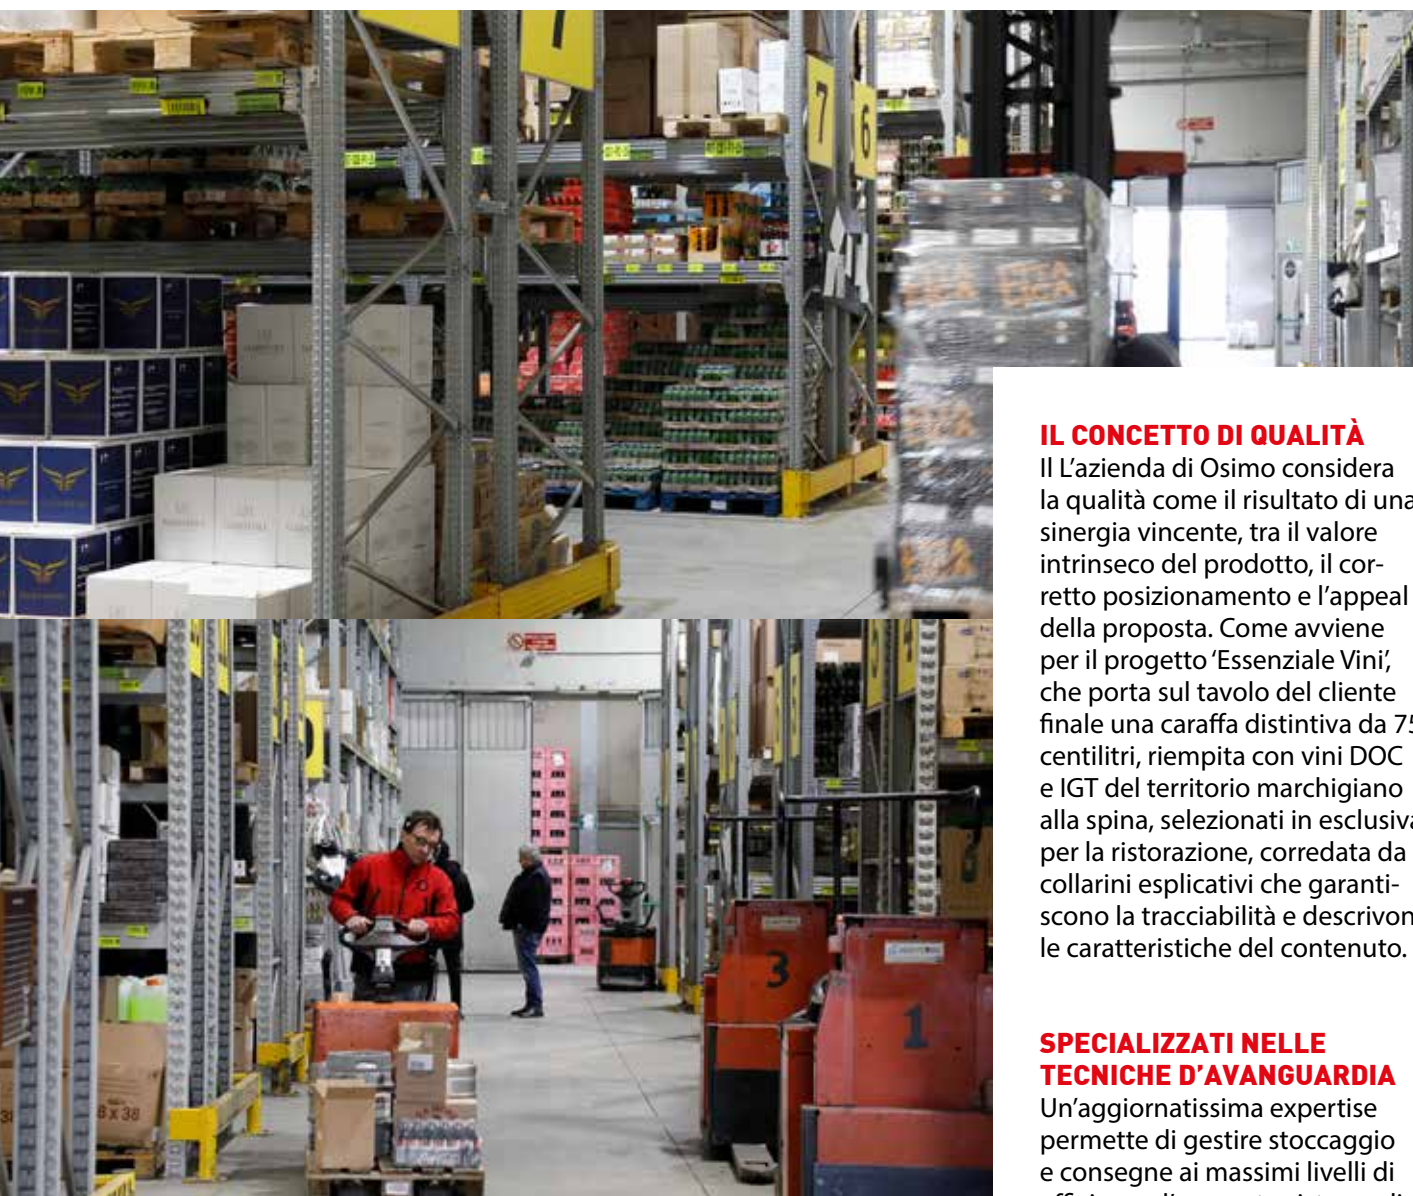 7
7
6
IL CONCETTO DI QUALITÀ
Il L’azienda di Osimo considera
la qualità come il risultato di una
sinergia vincente, tra il valore
intrinseco del prodotto, il cor-
retto posizionamento e l’appeal
della proposta. Come avviene
per il progetto ‘Essenziale Vini’,
che porta sul tavolo del cliente
finale una caraffa distintiva da 75
centilitri, riempita con vini DOC
e IGT del territorio marchigiano
alla spina, selezionati in esclusiva
per la ristorazione, corredata da
collarini esplicativi che garanti-
scono la tracciabilità e descrivon
le caratteristiche del contenuto.
3
1
8 x 38
SPECIALIZZATI NELLE
TECNICHE D’AVANGUARDIA
Un’aggiornatissima expertise
permette di gestire stoccaggio
e consegne ai massimi livelli di